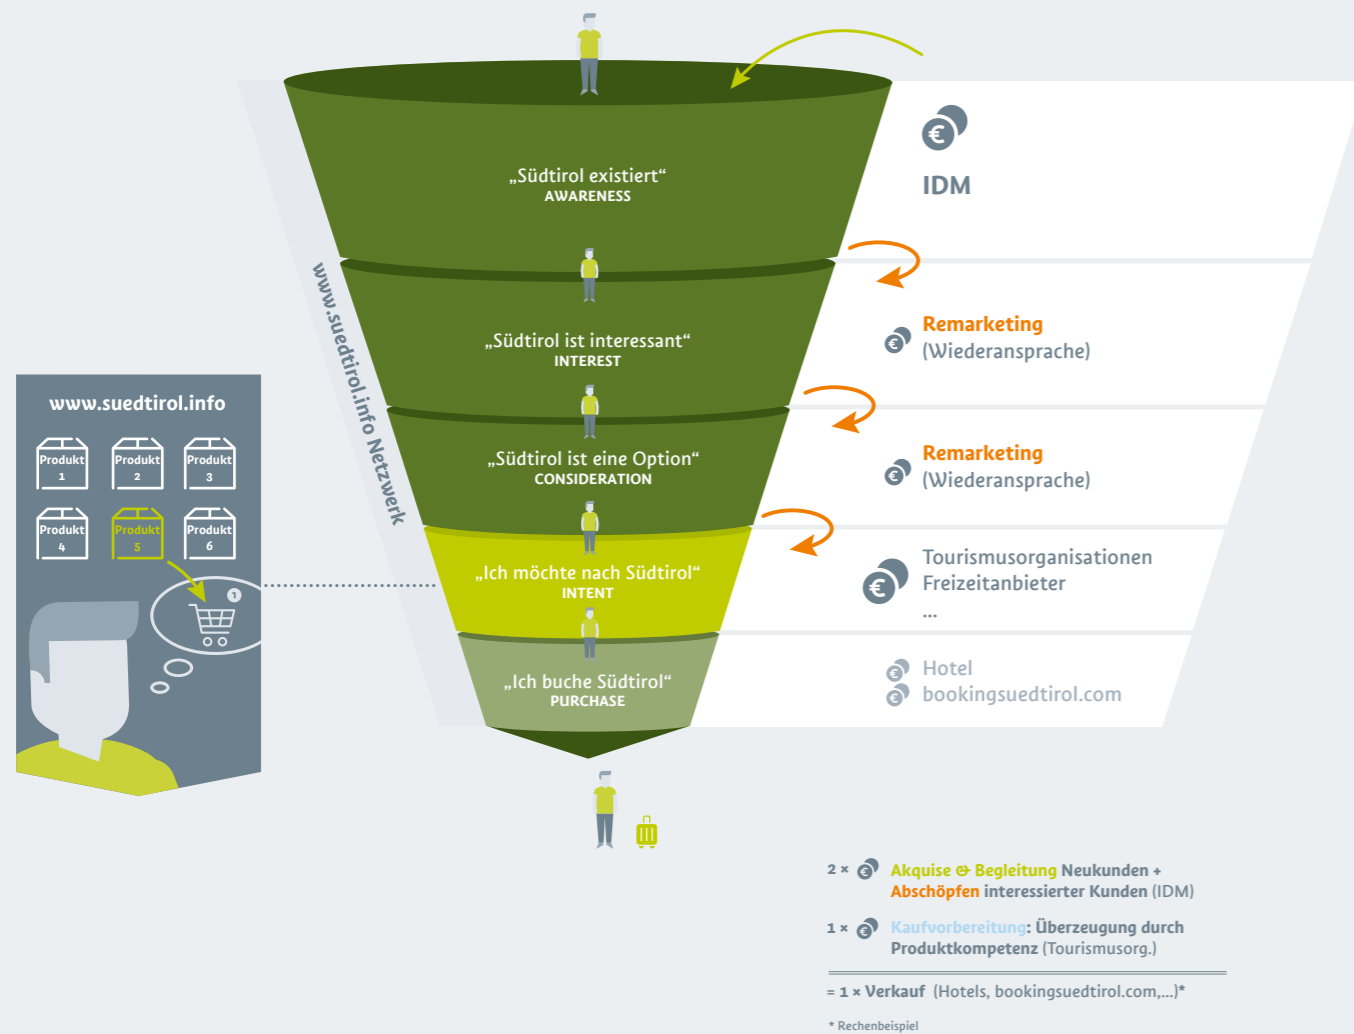 „Südtirol existiert“
AWARENESS
IDM
www.suedtirol.info Netzwerk
„Südtirol ist interessant“
INTEREST
Remarketing
(Wiederansprache)
„Südtirol ist eine Option“
CONSIDERATION
Remarketing
(Wiederansprache)
„Ich möchte nach Südtirol“
INTENT
Tourismusorganisationen
Freizeitanbieter
...
„Ich buche Südtirol“
PURCHASE
Hotel
bookingsuedtirol.com
www.suedtirol.info
Produkt
1
Produkt
2
Produkt
3
Produkt
4
Produkt
5
Produkt
6
1
2 × € Akquise & Begleitung Neukunden +
Abschöpfen interessierter Kunden (IDM)
1 × € Kaufvorbereitung: Überzeugung durch
Produktkompetenz (Tourismusorg.)
= 1 × Verkauf (Hotels, bookingsuedtirol.com,...)*
* Rechenbeispiel